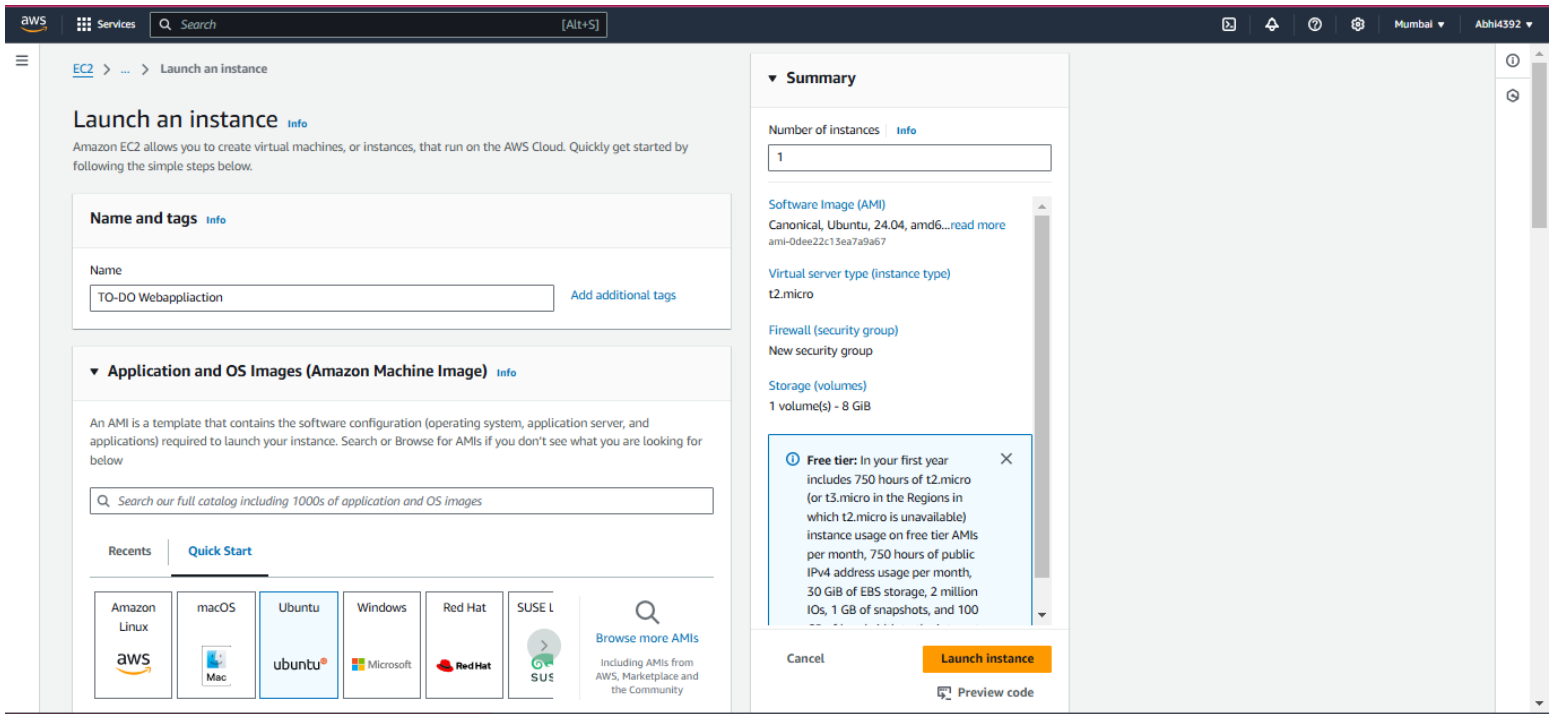 aws
Services
Search
[Alt+S]
Mumbai
Abhi4392
EC2 > ... > Launch an instance
Launch an instance Info
Amazon EC2 allows you to create virtual machines, or instances, that run on the AWS Cloud. Quickly get started by
following the simple steps below.
Name and tags Info
Name
TO-DO Webappliaction
Add additional tags
Application and OS Images (Amazon Machine Image) Info
An AMI is a template that contains the software configuration (operating system, application server, and
applications) required to launch your instance. Search or Browse for AMIs if you don't see what you are looking for
below
Search our full catalog including 1000s of application and OS images
Recents
Quick Start
Amazon
Linux
aws
macOS
Mac
Ubuntu
ubuntu
Windows
Microsoft
Red Hat
Red Hat
SUSE L
SUS
Browse more AMIs
Including AMIs from
AWS, Marketplace and
the Community
Summary
Number of instances Info
1
Software Image (AMI)
Canonical, Ubuntu, 24.04, amd6...read more
ami-0dee22c13ea7a9a67
Virtual server type (instance type)
t2.micro
Firewall (security group)
New security group
Storage (volumes)
1 volume(s) - 8 GiB
Free tier: In your first year
includes 750 hours of t2.micro
(or t3.micro in the Regions in
which t2.micro is unavailable)
instance usage on free tier AMIs
per month, 750 hours of public
IPv4 address usage per month,
30 GiB of EBS storage, 2 million
IOs, 1 GB of snapshots, and 100
Cancel
Launch instance
Preview code